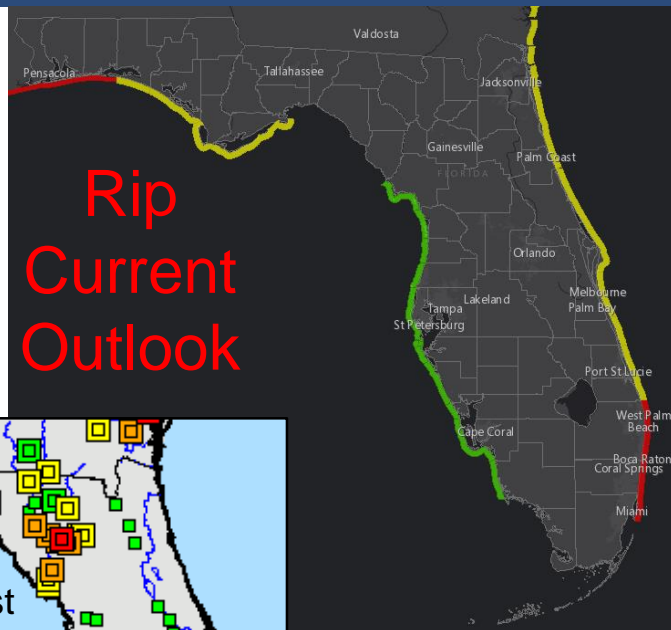 Valdosta
Pensacola
Tallahassee
Jacksonville
Gainesville
Palm Coast
FLORIDA
Rip
Current
Outlook
Orlando
Melbourne
Lakeland
Tampa
Palm Bay
St Petersburg
Port St Lucie
West Palm
Beach
Cape Coral
Boca Raton
Coral Springs
Miami
st